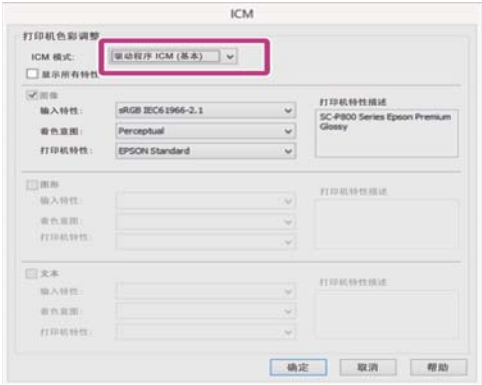 ICM
打印机色彩调整
ICM 模式： 驱动程序 ICM (基本)
显示所有特性
图像
输入特性： sRGB IEC61966-2.1
着色意图： Perceptual
打印机特性： EPSON Standard
打印机特性描述
SC-P800 Series Epson Premium
Glossy
图形
输入特性：
着色意图：
打印机特性：
打印机特性描述
文本
输入特性：
着色意图：
打印机特性：
打印机特性描述
确定 取消 帮助